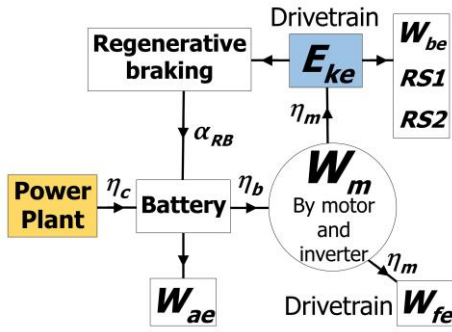 Drivetrain
Regenerative
braking
E_ke
W_be
RS1
RS2
η_m
α_RB
Power
Plant
η_c
Battery
η_b
W_m
By motor
and
inverter
η_m
W_ae
Drivetrain
W_fe